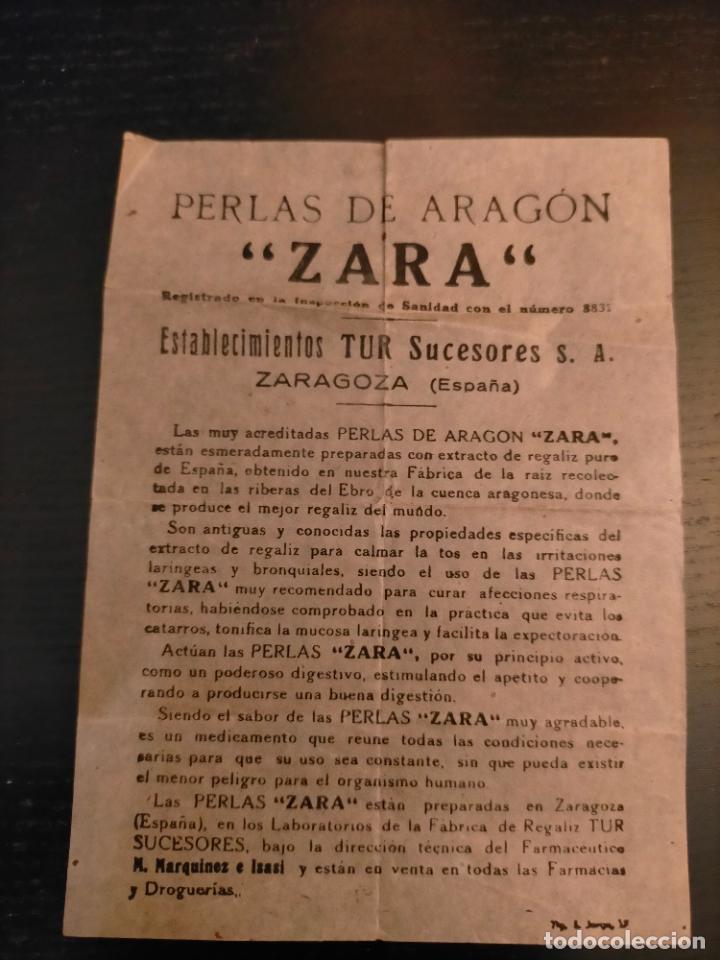 PERLAS DE ARAGÓN
“ZARA“
Registrado en la Inspección de Sanidad con el número
Establecimientos TUR Sucesores S. A.
ZARAGOZA (España)
Las muy acreditadas PERLAS DE ARAGON “ZARA“,
están esmeradamente preparadas con extracto de regaliz puro
de España, obtenido en nuestra Fábrica de la raiz recolec-
tada en las riberas del Ebro de la cuenca aragonesa, donde
se produce el mejor regaliz del mundo.
Son antiguas y conocidas las propiedades especificas del
extracto de regaliz para calmar la tos en las irritaciones
laringeas y bronquiales, siendo el uso de las PERLAS
“ZARA“ muy recomendado para curar afecciones respira-
torias, habiéndose comprobado en la práctica que evita los
catarros, tonifica la mucosa laringea y facilita la expectoración.
Actúan las PERLAS “ZARA“, por su principio activo,
como un poderoso digestivo, estimulando el apetito y coope-
rando a producirse una buena digestión.
Siendo el sabor de las PERLAS “ZARA“ muy agradable,
es un medicamento que reune todas las condiciones nece-
sarias para que su uso sea constante, sin que pueda existir
el menor peligro para el organismo humano
Las PERLAS “ZARA“ están preparadas en Zaragoza
(España), en los Laboratorios de la Fábrica de Regaliz TUR
SUCESORES, bajo la dirección técnica del Farmaceutico
M. Marquinez e Isasi y están en venta en todas las Farmacias
y Droguerías.
todocoleccion
todocoleccion.net